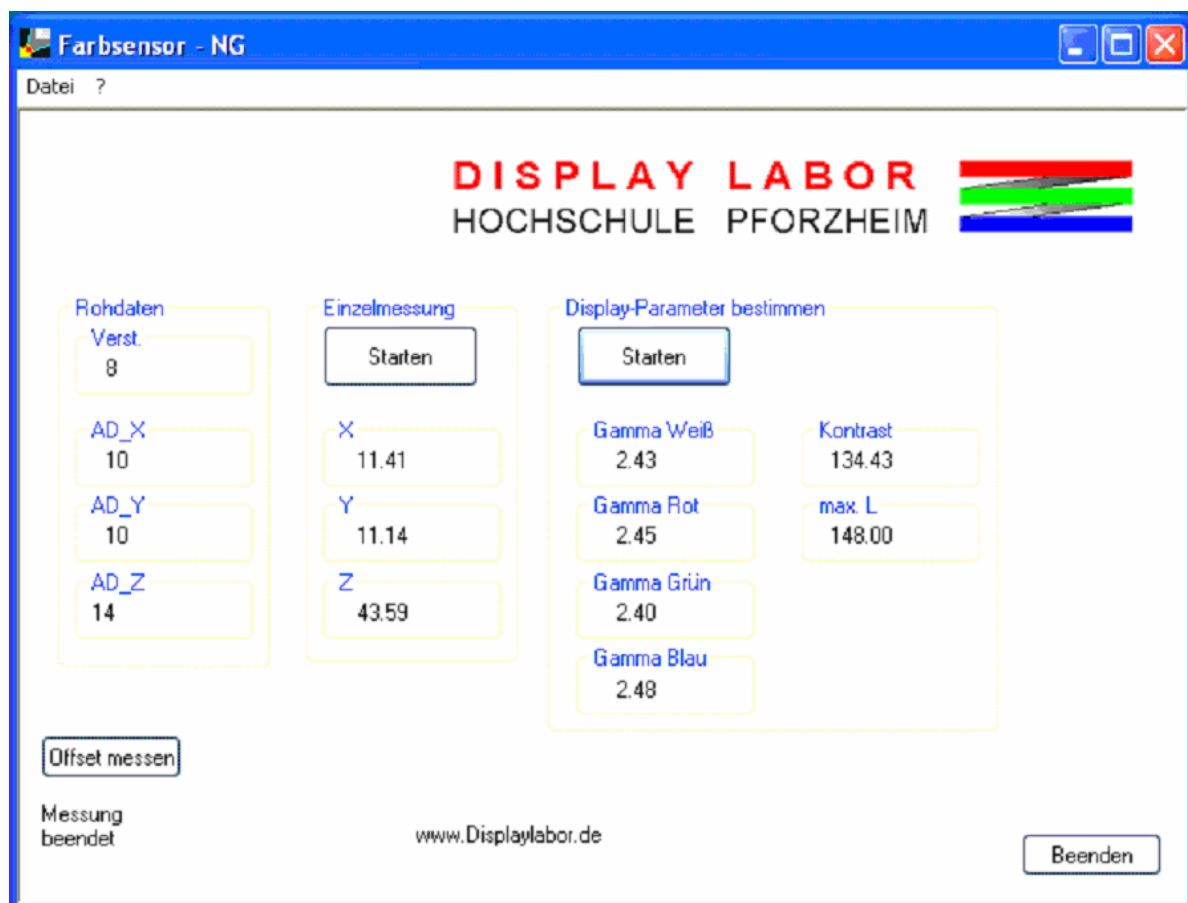 Farbsensor - NG
Datei ?
DISPLAY LABOR
HOCHSCHULE PFORZHEIM
Rohdaten
Verst.
8
AD_X
10
AD_Y
10
AD_Z
14
Einzelmessung
Starten
X
11.41
Y
11.14
Z
43.59
Display-Parameter bestimmen
Starten
Gamma Weiß
2.43
Gamma Rot
2.45
Gamma Grün
2.40
Gamma Blau
2.48
Kontrast
134.43
max. L
148.00
Offset messen
Messung
beendet
www.Displaylabor.de
Beenden